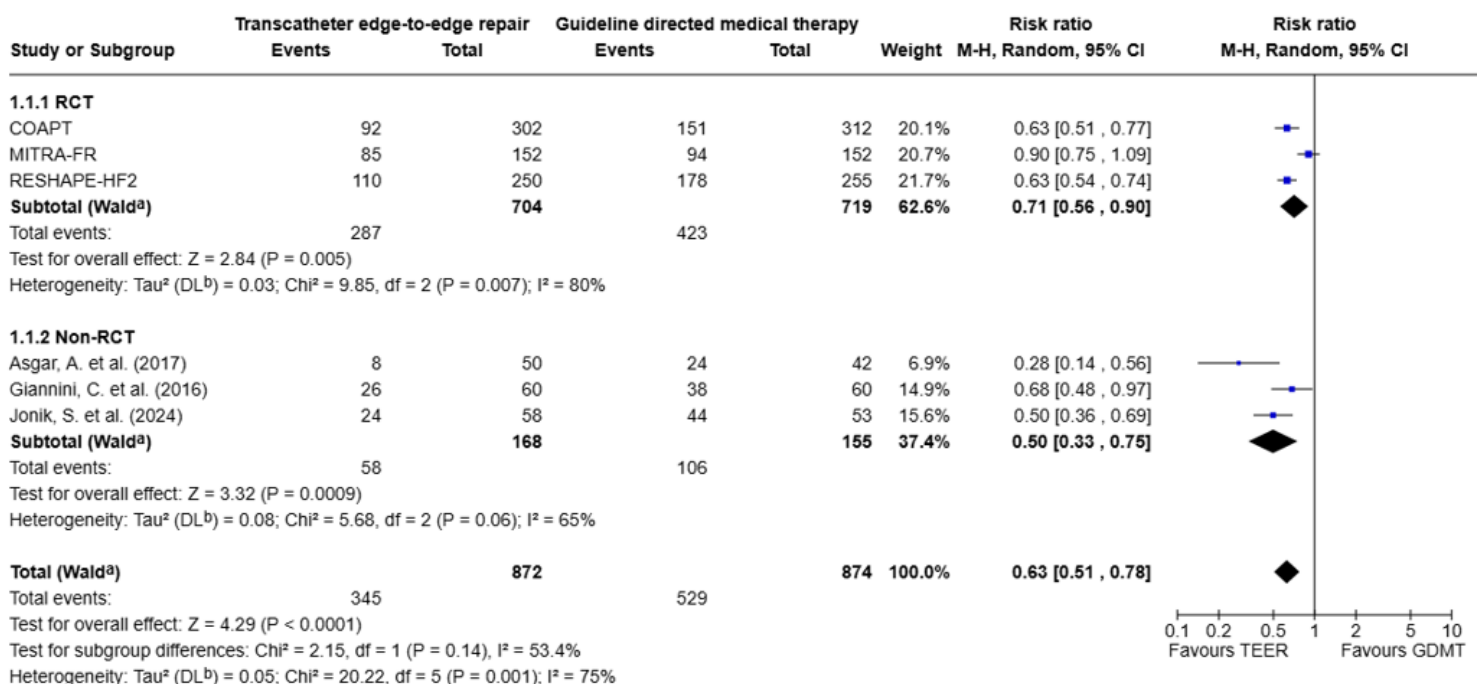 Transcatheter edge-to-edge repair Guideline directed medical therapy Risk ratio Risk ratio
Study or Subgroup Events Total Events Total Weight M-H, Random, 95% CI M-H, Random, 95% CI
1.1.1 RCT
COAPT 92 302 151 312 20.1% 0.63 [0.51 , 0.77]
MITRA-FR 85 152 94 152 20.7% 0.90 [0.75 , 1.09]
RESHAPE-HF2 110 250 178 255 21.7% 0.63 [0.54 , 0.74]
Subtotal (Waldᵃ) 704 719 62.6% 0.71 [0.56 , 0.90]
Total events: 287 423
Test for overall effect: Z = 2.84 (P = 0.005)
Heterogeneity: Tau² (DLᵇ) = 0.03; Chi² = 9.85, df = 2 (P = 0.007); I² = 80%
1.1.2 Non-RCT
Asgar, A. et al. (2017) 8 50 24 42 6.9% 0.28 [0.14 , 0.56]
Giannini, C. et al. (2016) 26 60 38 60 14.9% 0.68 [0.48 , 0.97]
Jonik, S. et al. (2024) 24 58 44 53 15.6% 0.50 [0.36 , 0.69]
Subtotal (Waldᵃ) 168 155 37.4% 0.50 [0.33 , 0.75]
Total events: 58 106
Test for overall effect: Z = 3.32 (P = 0.0009)
Heterogeneity: Tau² (DLᵇ) = 0.08; Chi² = 5.68, df = 2 (P = 0.06); I² = 65%
Total (Waldᵃ) 872 874 100.0% 0.63 [0.51 , 0.78]
Total events: 345 529
Test for overall effect: Z = 4.29 (P < 0.0001)
Test for subgroup differences: Chi² = 2.15, df = 1 (P = 0.14), I² = 53.4%
Heterogeneity: Tau² (DLᵇ) = 0.05; Chi² = 20.22, df = 5 (P = 0.001); I² = 75%
0.1 0.2 0.5 1 2 5 10
Favours TEER Favours GDMT